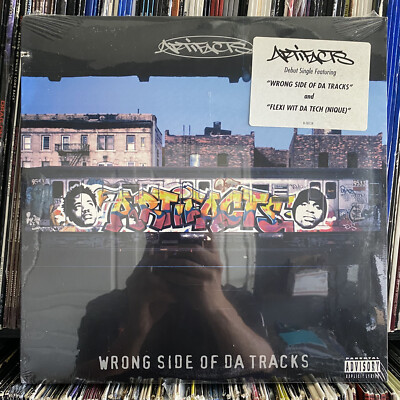 ARTIFACTS
ARTIFACTS
Debut Single Featuring
"WRONG SIDE OF DA TRACKS"
and
"FLEXI WIT DA TECH (NIQUE)"
ARTIFACTS
WRONG SIDE OF DA TRACKS
PARENTAL
ADVISORY
EXPLICIT LYRICS